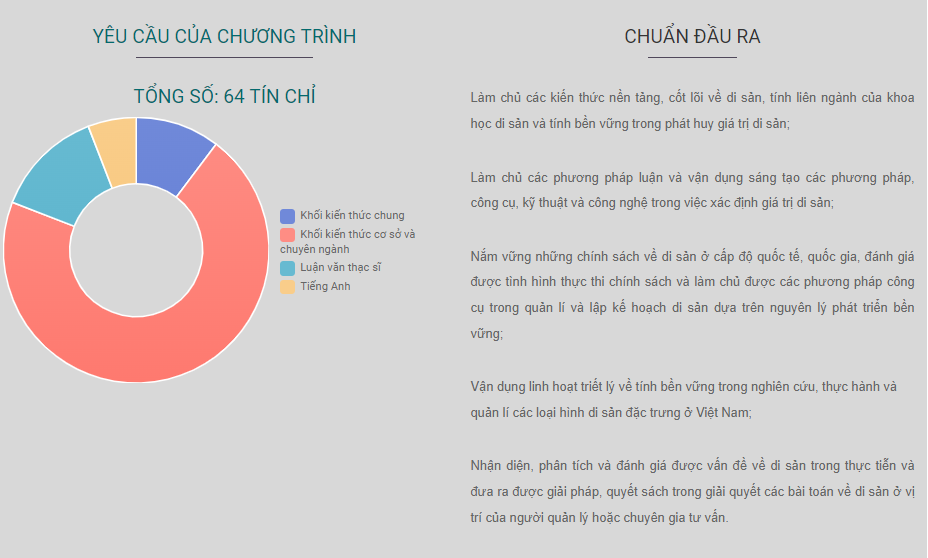 YÊU CẦU CỦA CHƯƠNG TRÌNH
TỔNG SỐ: 64 TÍN CHỈ
Khối kiến thức chung
Khối kiến thức cơ sở và
chuyên ngành
Luận văn thạc sĩ
Tiếng Anh
CHUẨN ĐẦU RA
Làm chủ các kiến thức nền tảng, cốt lõi về di sản, tính liên ngành của khoa
học di sản và tính bền vững trong phát huy giá trị di sản;
Làm chủ các phương pháp luận và vận dụng sáng tạo các phương pháp,
công cụ, kỹ thuật và công nghệ trong việc xác định giá trị di sản;
Nắm vững những chính sách về di sản ở cấp độ quốc tế, quốc gia, đánh giá
được tình hình thực thi chính sách và làm chủ được các phương pháp công
cụ trong quản lí và lập kế hoạch di sản dựa trên nguyên lý phát triển bền
vững;
Vận dụng linh hoạt triết lý về tính bền vững trong nghiên cứu, thực hành và
quản lí các loại hình di sản đặc trưng ở Việt Nam;
Nhận diện, phân tích và đánh giá được vấn đề về di sản trong thực tiễn và
đưa ra được giải pháp, quyết sách trong giải quyết các bài toán về di sản ở vị
trí của người quản lý hoặc chuyên gia tư vấn.